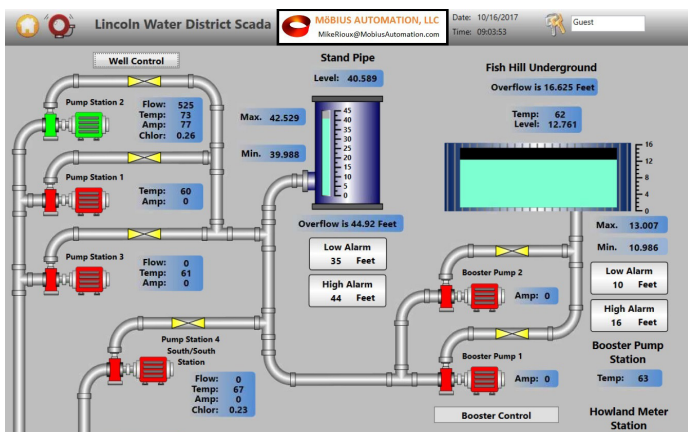 Lincoln Water District Scada
MöBIUS AUTOMATION, LLC
MikeRioux@MobiusAutomation.com
Date: 10/16/2017
Time: 09:03:53
Guest
Well Control
Pump Station 2
Flow: 525
Temp: 73
Amp: 77
Chlor: 0.26
Pump Station 1
Temp: 60
Amp: 0
Pump Station 3
Flow: 0
Temp: 61
Amp: 0
Pump Station 4
South/South
Station
Flow: 0
Temp: 67
Amp: 0
Chlor: 0.23
Stand Pipe
Level: 40.589
Max. 42.529
Min. 39.988
45
40
35
30
25
20
15
10
5
0
Overflow is 44.92 Feet
Low Alarm
35 Feet
High Alarm
44 Feet
Fish Hill Underground
Overflow is 16.625 Feet
Temp: 62
Level: 12.761
16
12
8
4
0
Max. 13.007
Min. 10.986
Low Alarm
10 Feet
High Alarm
16 Feet
Booster Pump 2
Amp: 0
Booster Pump 1
Amp: 0
Booster Control
Booster Pump
Station
Temp: 63
Howland Meter
Station